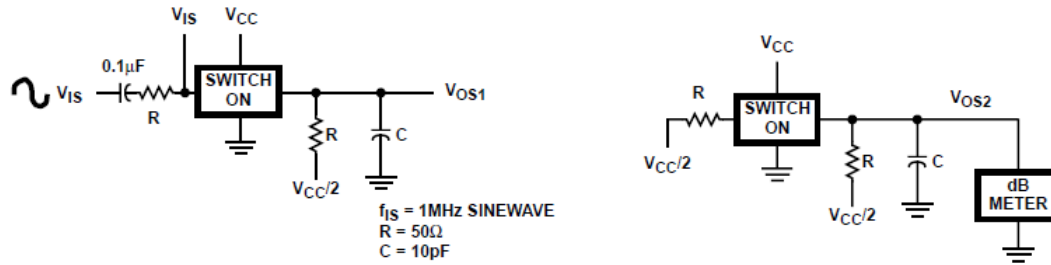 V_IS
V_CC
0.1μF
V_IS
R
SWITCH
ON
V_OS1
R
C
V_CC/2
f_IS = 1MHz SINEWAVE
R = 50Ω
C = 10pF
V_CC
R
SWITCH
ON
V_OS2
V_CC/2
R
C
V_CC/2
dB
METER